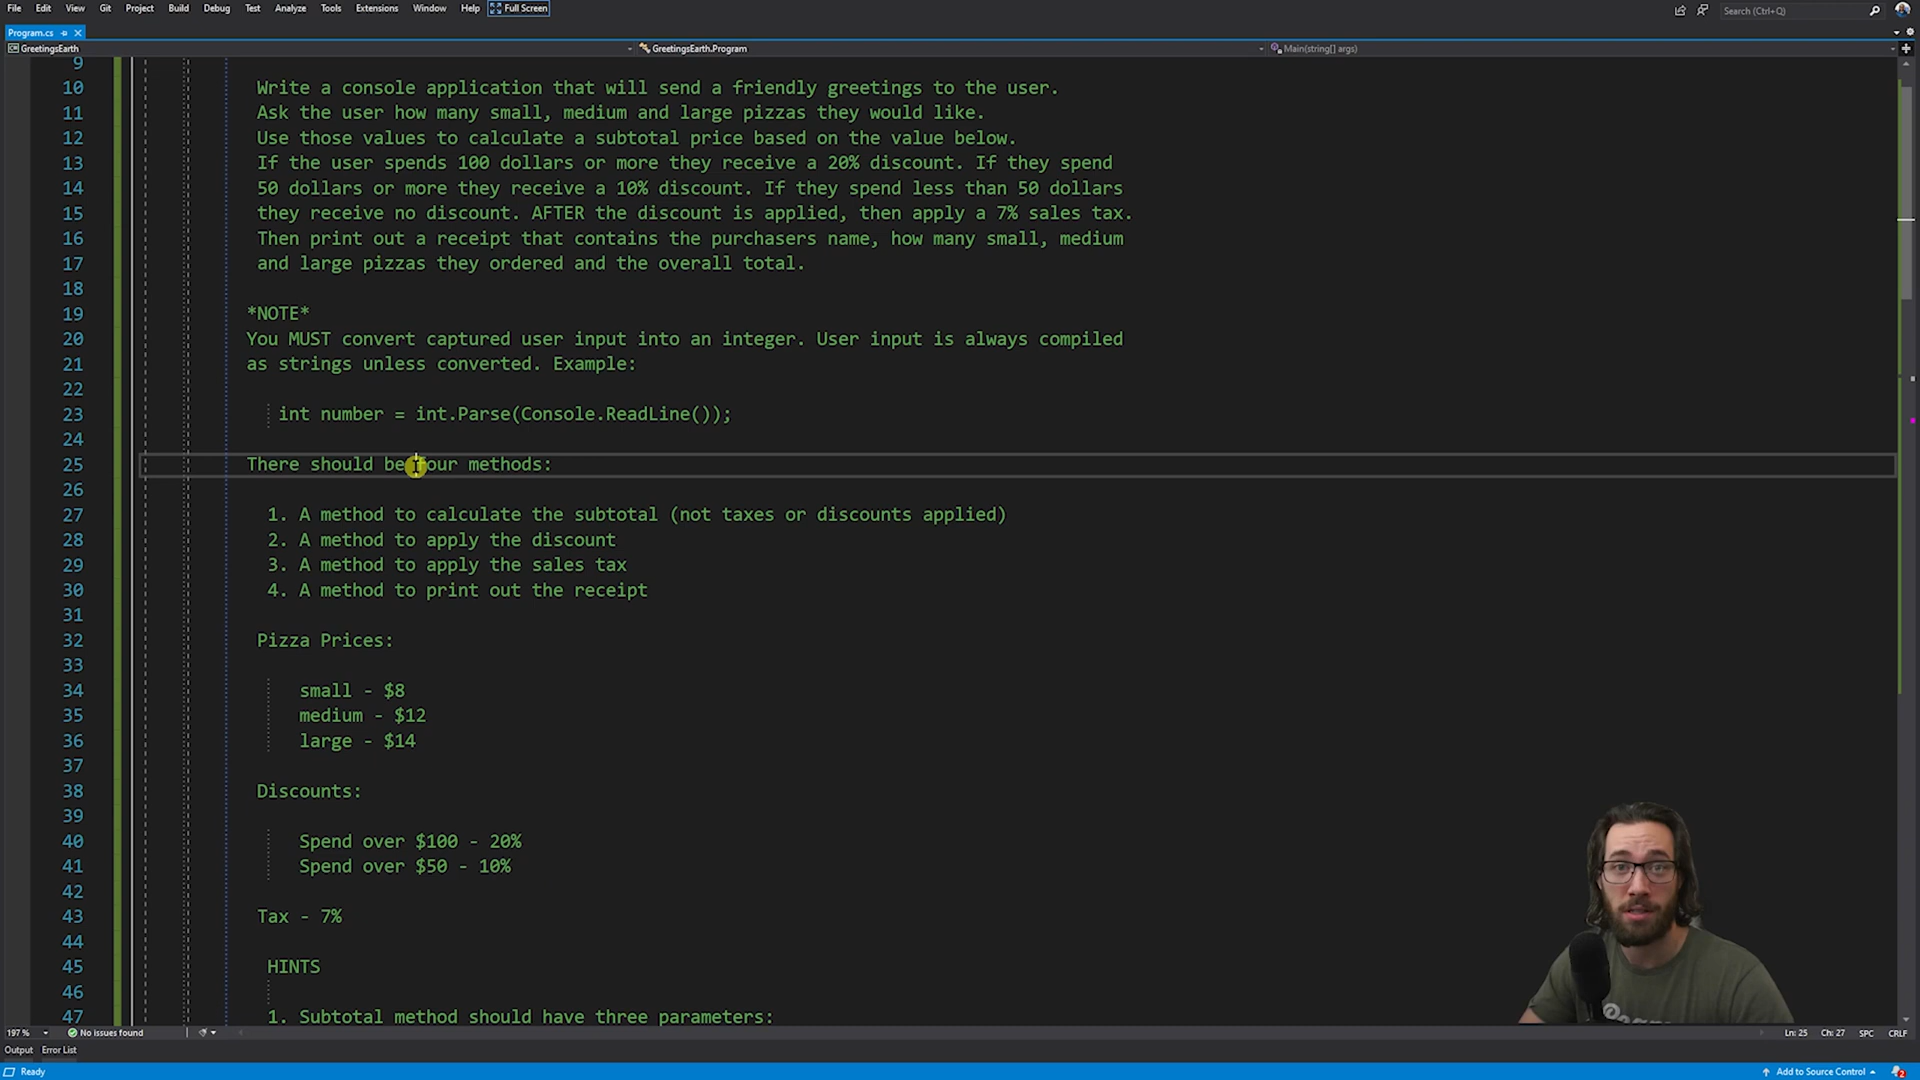 File Edit View Git Project Build Debug Test Analyze Tools Extensions Window Help Full Screen Search (Ctrl+Q)
Program.cs
GreetingsEarth GreetingsEarth.Program Main(string[] args)
9
10 Write a console application that will send a friendly greetings to the user.
11 Ask the user how many small, medium and large pizzas they would like.
12 Use those values to calculate a subtotal price based on the value below.
13 If the user spends 100 dollars or more they receive a 20% discount. If they spend
14 50 dollars or more they receive a 10% discount. If they spend less than 50 dollars
15 they receive no discount. AFTER the discount is applied, then apply a 7% sales tax.
16 Then print out a receipt that contains the purchasers name, how many small, medium
17 and large pizzas they ordered and the overall total.
18
19 *NOTE*
20 You MUST convert captured user input into an integer. User input is always compiled
21 as strings unless converted. Example:
22
23 int number = int.Parse(Console.ReadLine());
24
25 There should be four methods:
26
27 1. A method to calculate the subtotal (not taxes or discounts applied)
28 2. A method to apply the discount
29 3. A method to apply the sales tax
30 4. A method to print out the receipt
31
32 Pizza Prices:
33
34 small - $8
35 medium - $12
36 large - $14
37
38 Discounts:
39
40 Spend over $100 - 20%
41 Spend over $50 - 10%
42
43 Tax - 7%
44
45 HINTS
46
47 1. Subtotal method should have three parameters:
197 % No issues found Ln: 25 Ch: 27 SPC CRLF
Output Error List
Ready Add to Source Control 2